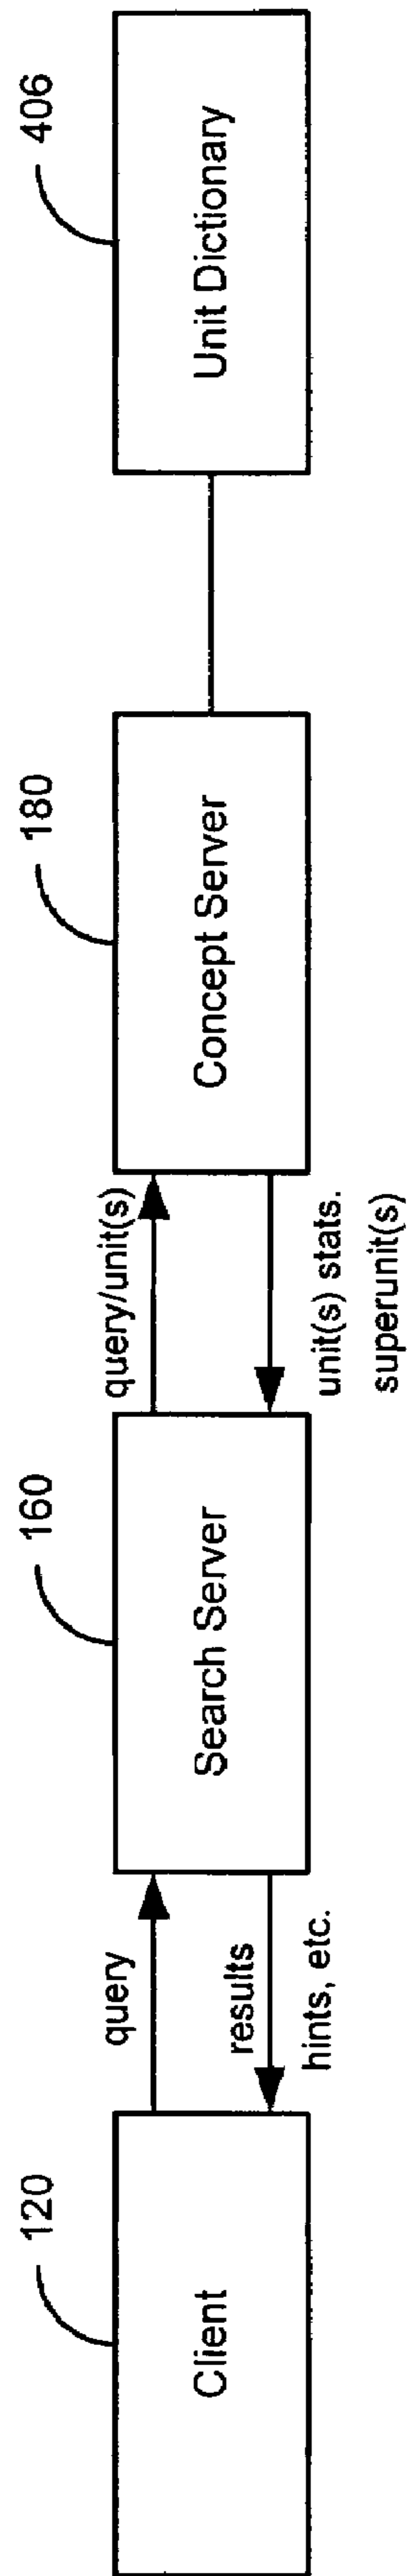 120
Client
query
results
hints, etc.
160
Search Server
query/unit(s)
unit(s) stats.
superunit(s)
180
Concept Server
406
Unit Dictionary